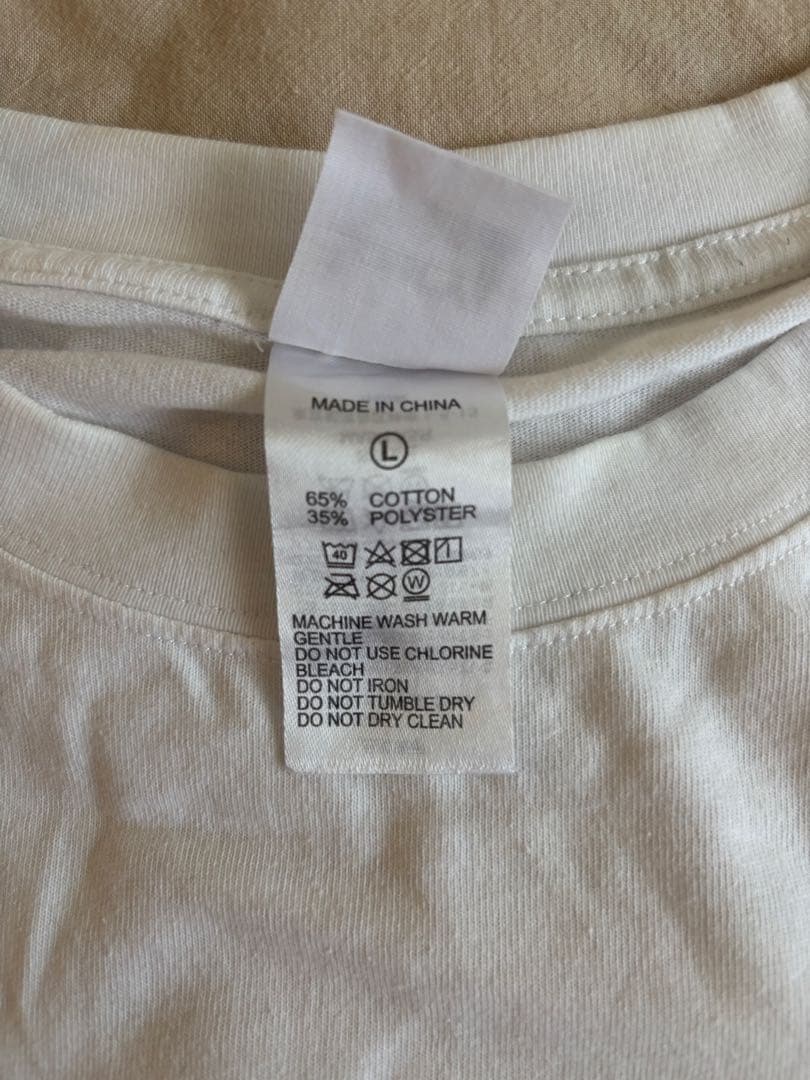 MADE IN CHINA
L
65% COTTON
35% POLYSTER
40
W
MACHINE WASH WARM
GENTLE
DO NOT USE CHLORINE
BLEACH
DO NOT IRON
DO NOT TUMBLE DRY
DO NOT DRY CLEAN